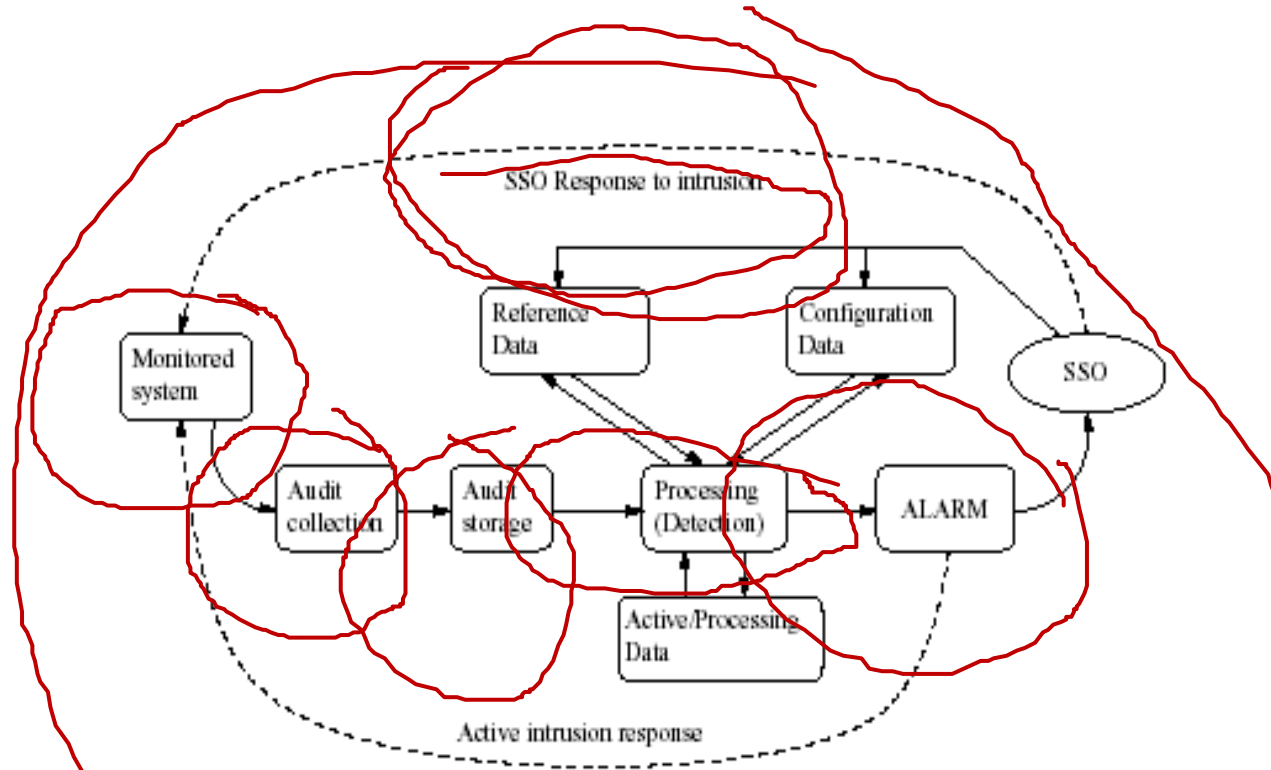 SSO Response to intrusion
Reference
Data
Configuration
Data
Monitored
system
SSO
Audit
collection
Audit
storage
Processing
(Detection)
ALARM
Active/Processing
Data
Active intrusion response